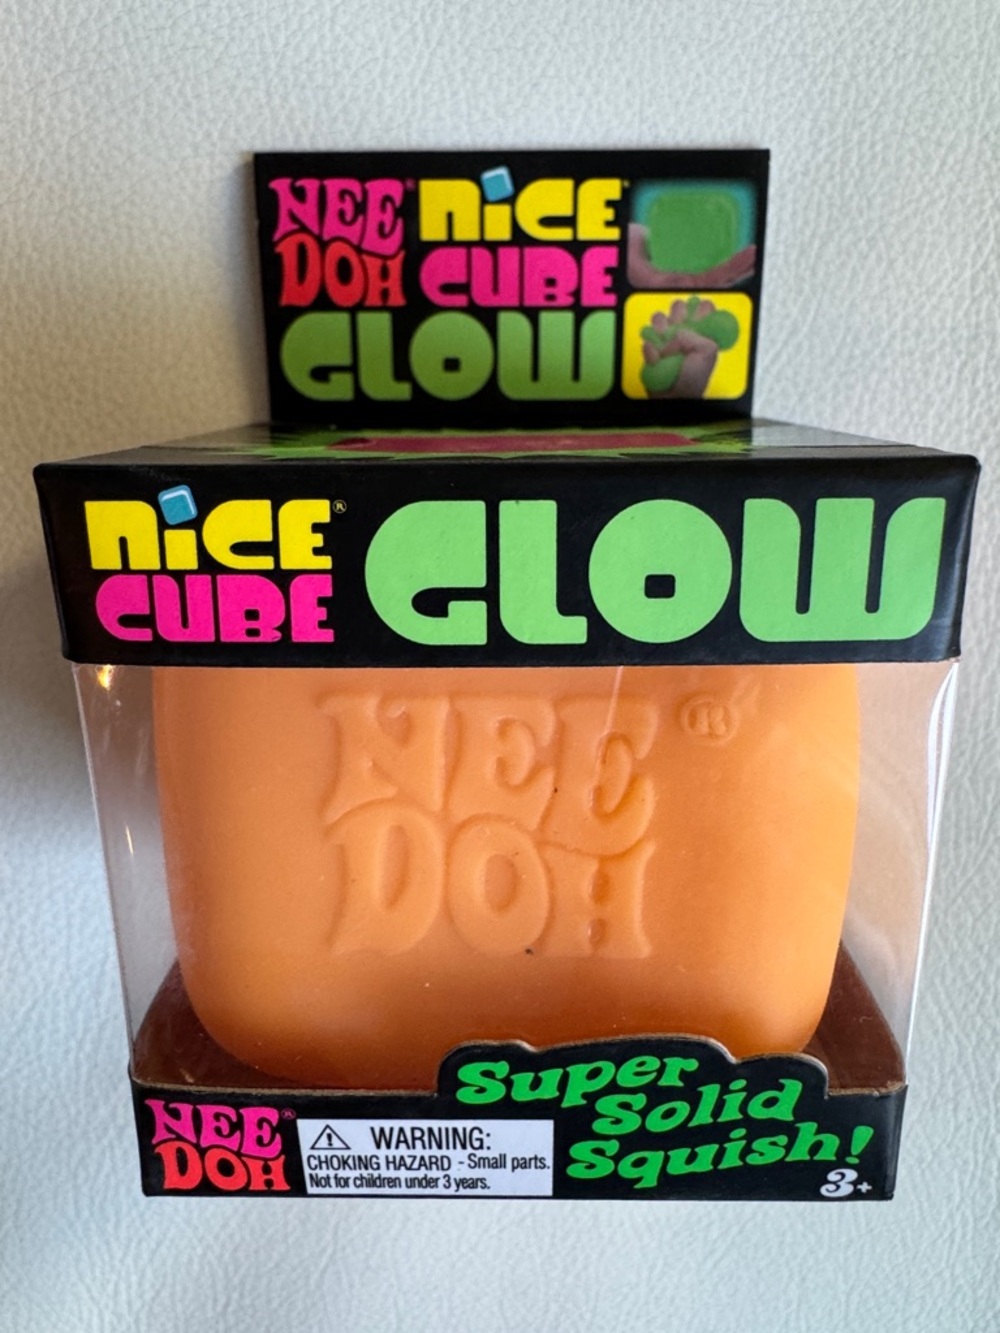 NEE® NICE
DOH CUBE
GLOW
NICE® GLOW
CUBE
NEE®
DOH
NEE®
DOH
⚠ WARNING:
CHOKING HAZARD - Small parts.
Not for children under 3 years.
Super
Solid
Squish!
3+